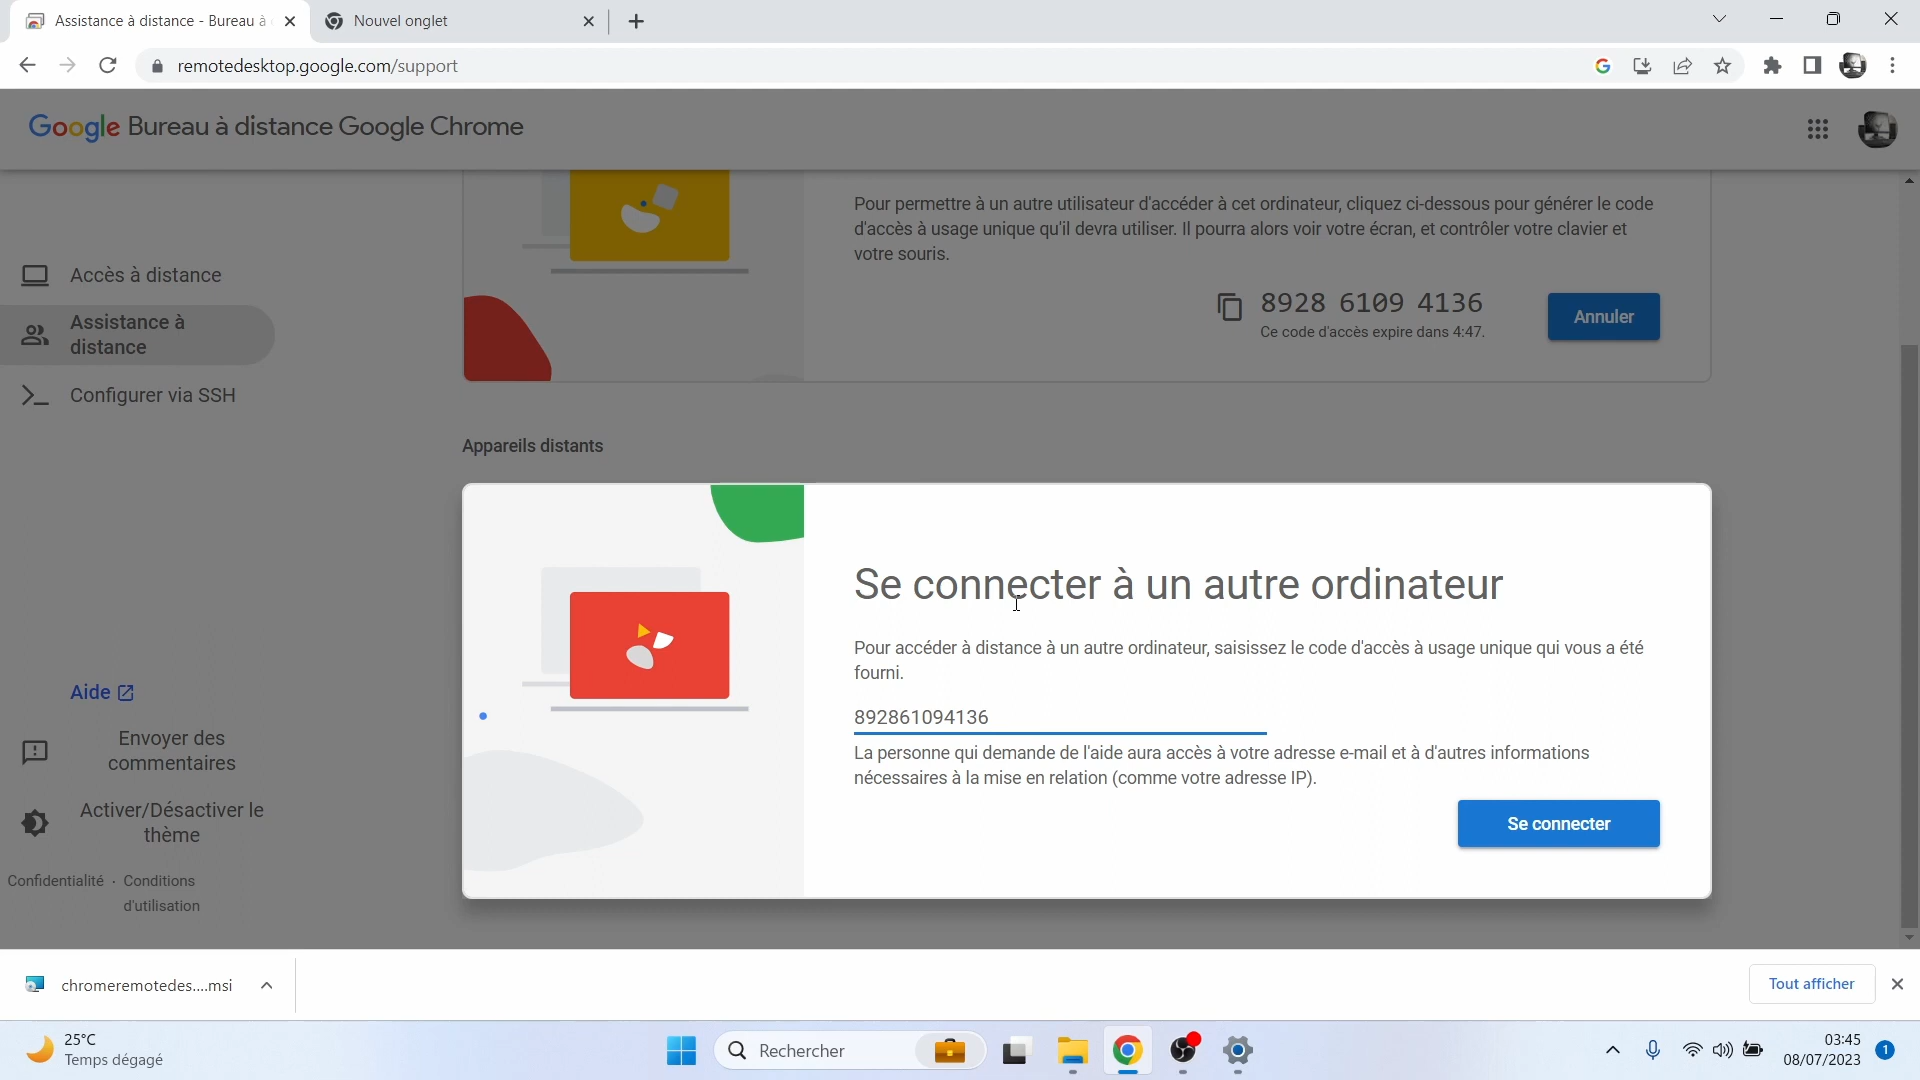 Assistance à distance - Bureau à
Nouvel onglet
remotedesktop.google.com/support
Google Bureau à distance Google Chrome
Pour permettre à un autre utilisateur d'accéder à cet ordinateur, cliquez ci-dessous pour générer le code
d'accès à usage unique qu'il devra utiliser. Il pourra alors voir votre écran, et contrôler votre clavier et
votre souris.
8928 6109 4136
Ce code d'accès expire dans 4:47.
Annuler
Accès à distance
Assistance à
distance
Configurer via SSH
Appareils distants
Se connecter à un autre ordinateur
Pour accéder à distance à un autre ordinateur, saisissez le code d'accès à usage unique qui vous a été
fourni.
892861094136
La personne qui demande de l'aide aura accès à votre adresse e-mail et à d'autres informations
nécessaires à la mise en relation (comme votre adresse IP).
Se connecter
Aide
Envoyer des
commentaires
Activer/Désactiver le
thème
Confidentialité · Conditions
d'utilisation
chromeremotedes....msi
Tout afficher
25°C
Temps dégagé
Rechercher
03:45
08/07/2023
1